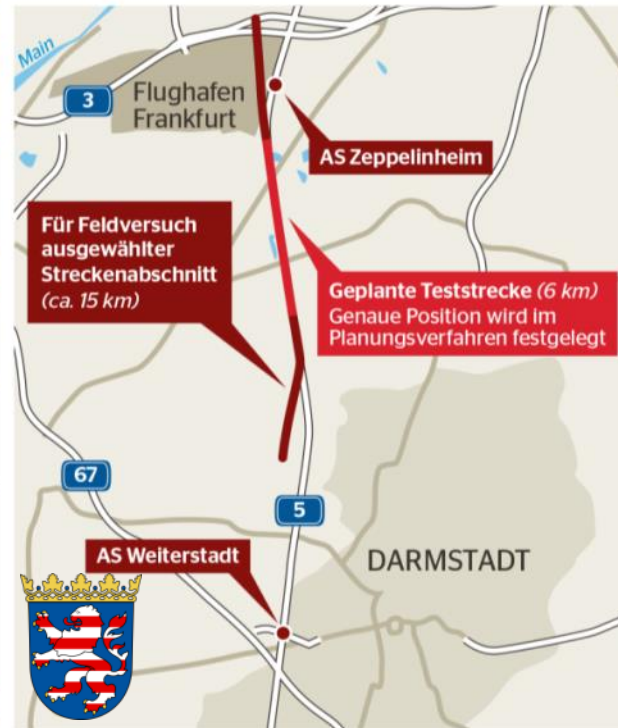 Main
3
Flughafen
Frankfurt
AS Zeppelinheim
Für Feldversuch
ausgewählter
Streckenabschnitt
(ca. 15 km)
Geplante Teststrecke (6 km)
Genaue Position wird im
Planungsverfahren festgelegt
67
5
AS Weiterstadt
DARMSTADT